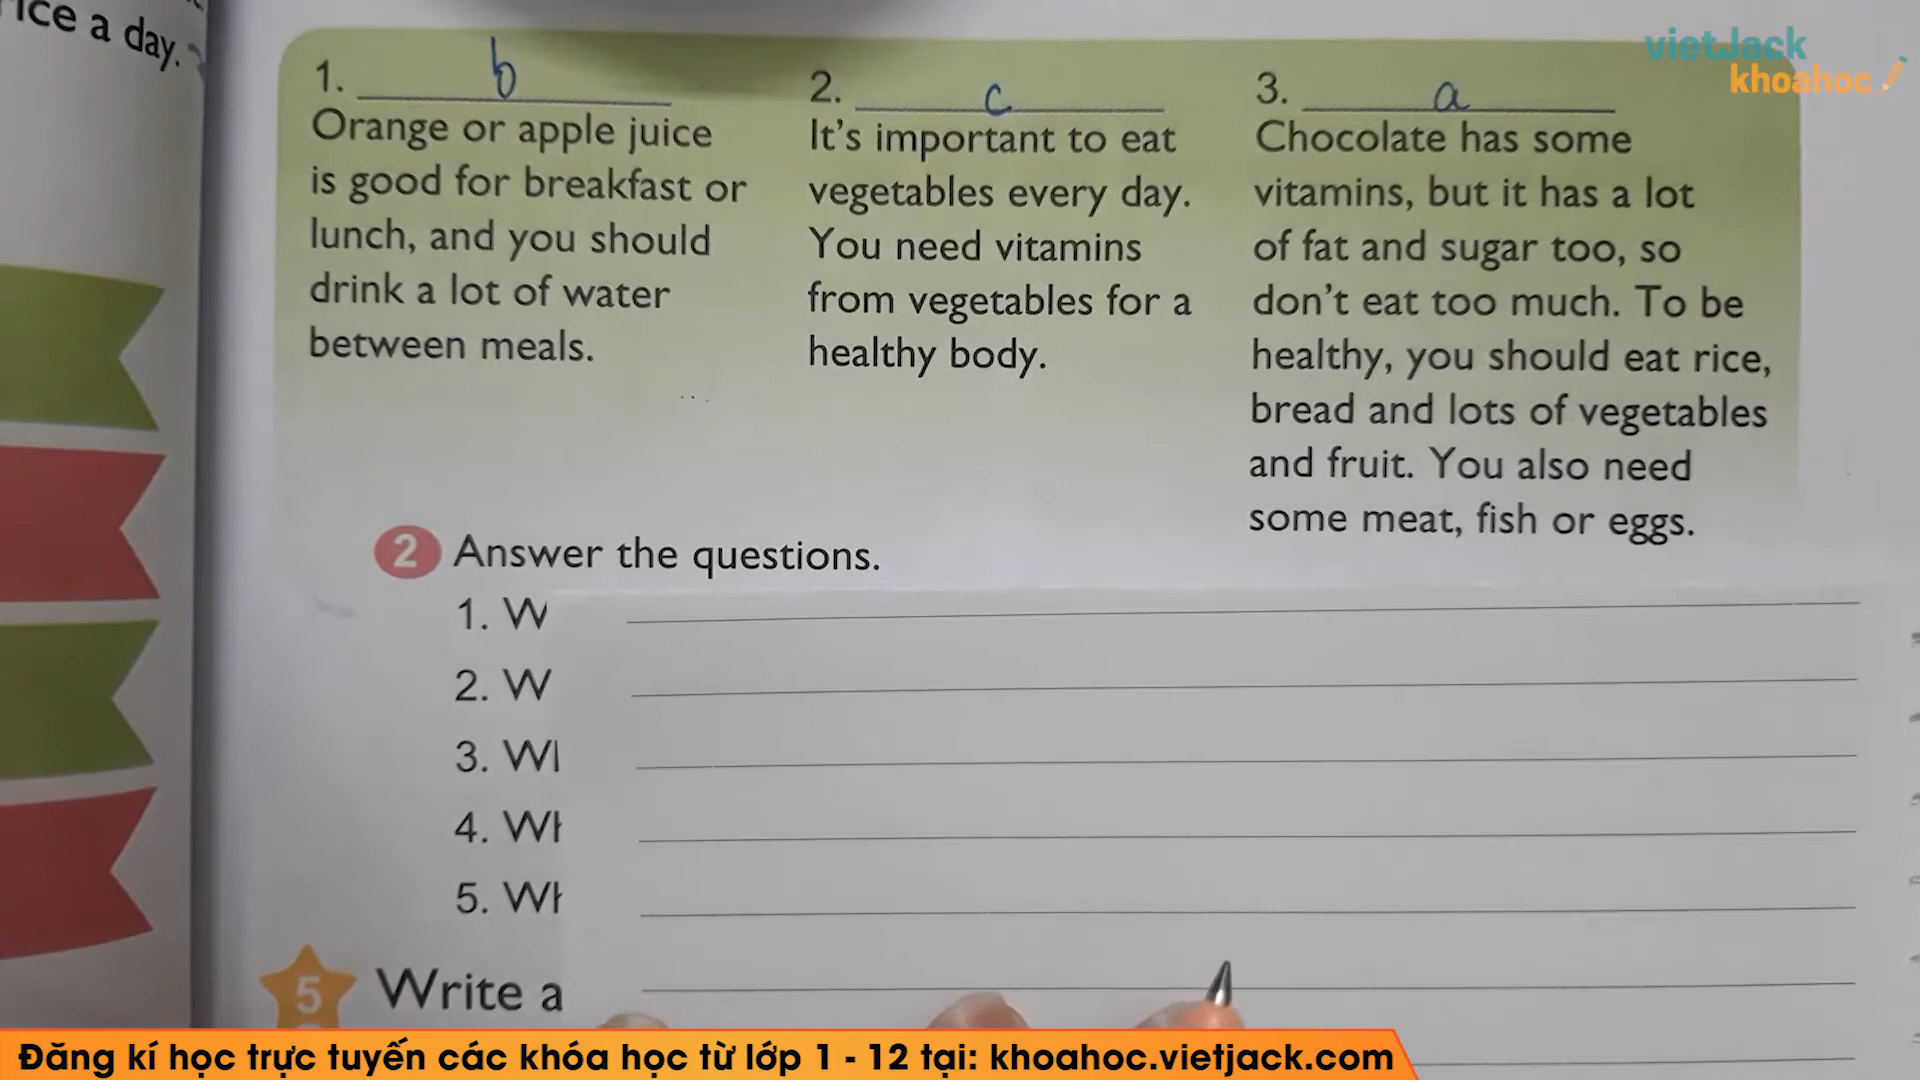 ice a day.
vietJack
khoahoc
1. b
Orange or apple juice
is good for breakfast or
lunch, and you should
drink a lot of water
between meals.
2. c
It's important to eat
vegetables every day.
You need vitamins
from vegetables for a
healthy body.
3. a
Chocolate has some
vitamins, but it has a lot
of fat and sugar too, so
don't eat too much. To be
healthy, you should eat rice,
bread and lots of vegetables
and fruit. You also need
some meat, fish or eggs.
2 Answer the questions.
1. W
2. W
3. W
4. W
5. W
5 Write a
Đăng kí học trực tuyến các khóa học từ lớp 1 - 12 tại: khoahoc.vietjack.com